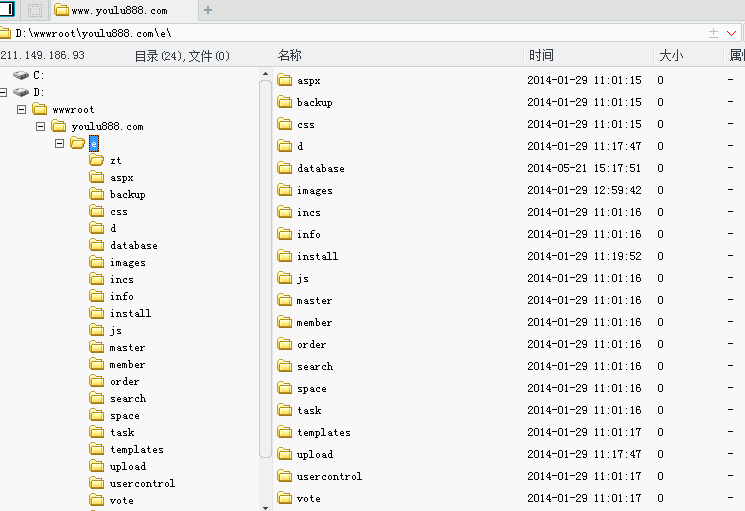 www.youlu888.com
D:\wwwroot\youlu888.com\e\
211.149.186.93 目录(24),文件(0) 名称 时间 大小 属
C:
D:
wwwroot
youlu888.com
e
zt
aspx
backup
css
d
database
images
incs
info
install
js
master
member
order
search
space
task
templates
upload
usercontrol
vote
aspx 2014-01-29 11:01:15 0 -
backup 2014-01-29 11:01:15 0 -
css 2014-01-29 11:01:15 0 -
d 2014-01-29 11:17:47 0 -
database 2014-05-21 15:17:51 0 -
images 2014-01-29 12:59:42 0 -
incs 2014-01-29 11:01:16 0 -
info 2014-01-29 11:01:16 0 -
install 2014-01-29 11:19:52 0 -
js 2014-01-29 11:01:16 0 -
master 2014-01-29 11:01:16 0 -
member 2014-01-29 11:01:16 0 -
order 2014-01-29 11:01:16 0 -
search 2014-01-29 11:01:16 0 -
space 2014-01-29 11:01:16 0 -
task 2014-01-29 11:01:16 0 -
templates 2014-01-29 11:01:17 0 -
upload 2014-01-29 11:17:47 0 -
usercontrol 2014-01-29 11:01:17 0 -
vote 2014-01-29 11:01:17 0 -